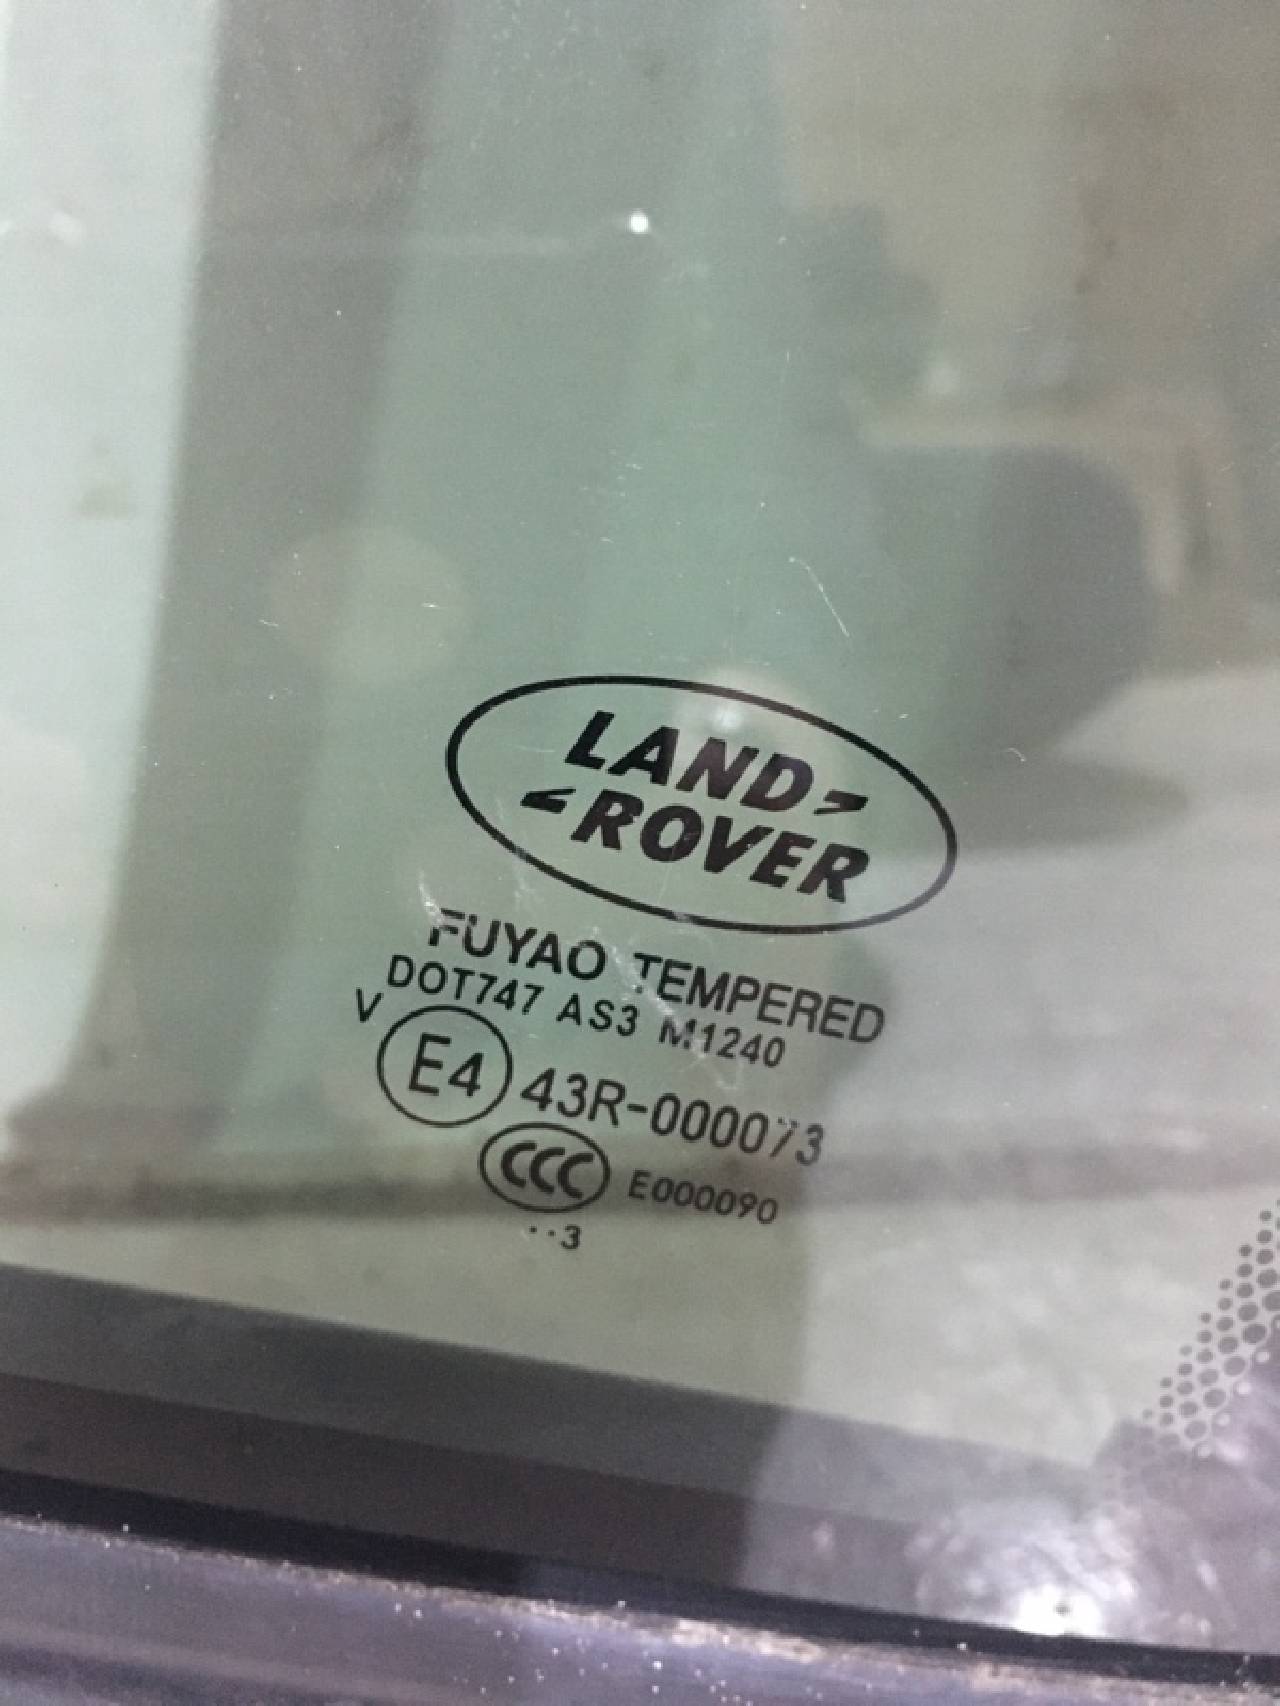 LAND
ROVER
FUYAO TEMPERED
DOT747 AS3 M1240
V
E4 43R-000073
CCC E000090
··3